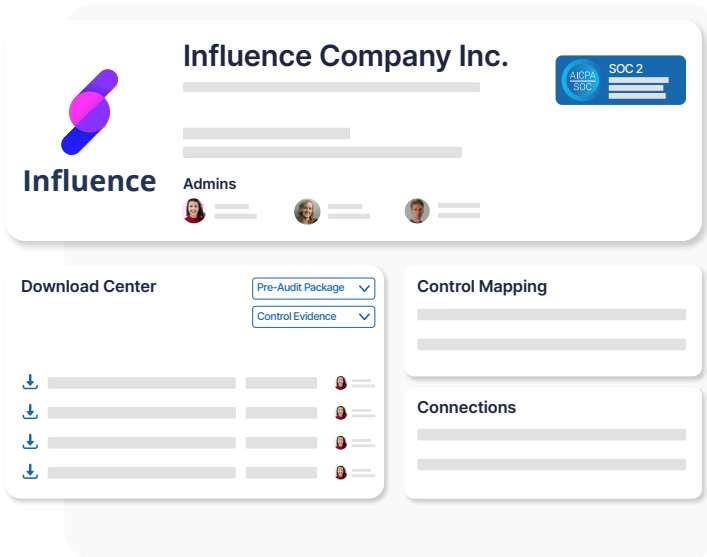 Influence Company Inc.
AICPA
SOC
SOC 2
Influence
Admins
Download Center
Pre-Audit Package
Control Evidence
Control Mapping
Connections